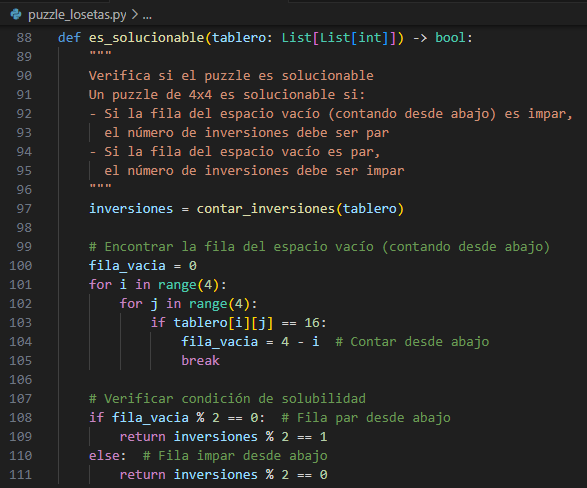 puzzle_losetas.py > ...
88 def es_solucionable(tablero: List[List[int]]) -> bool:
89     """
90     Verifica si el puzzle es solucionable
91     Un puzzle de 4x4 es solucionable si:
92     - Si la fila del espacio vacío (contando desde abajo) es impar,
93       el número de inversiones debe ser par
94     - Si la fila del espacio vacío es par,
95       el número de inversiones debe ser impar
96     """
97     inversiones = contar_inversiones(tablero)
98
99     # Encontrar la fila del espacio vacío (contando desde abajo)
100     fila_vacia = 0
101     for i in range(4):
102         for j in range(4):
103             if tablero[i][j] == 16:
104                 fila_vacia = 4 - i  # Contar desde abajo
105                 break
106
107     # Verificar condición de solubilidad
108     if fila_vacia % 2 == 0:  # Fila par desde abajo
109         return inversiones % 2 == 1
110     else:  # Fila impar desde abajo
111         return inversiones % 2 == 0